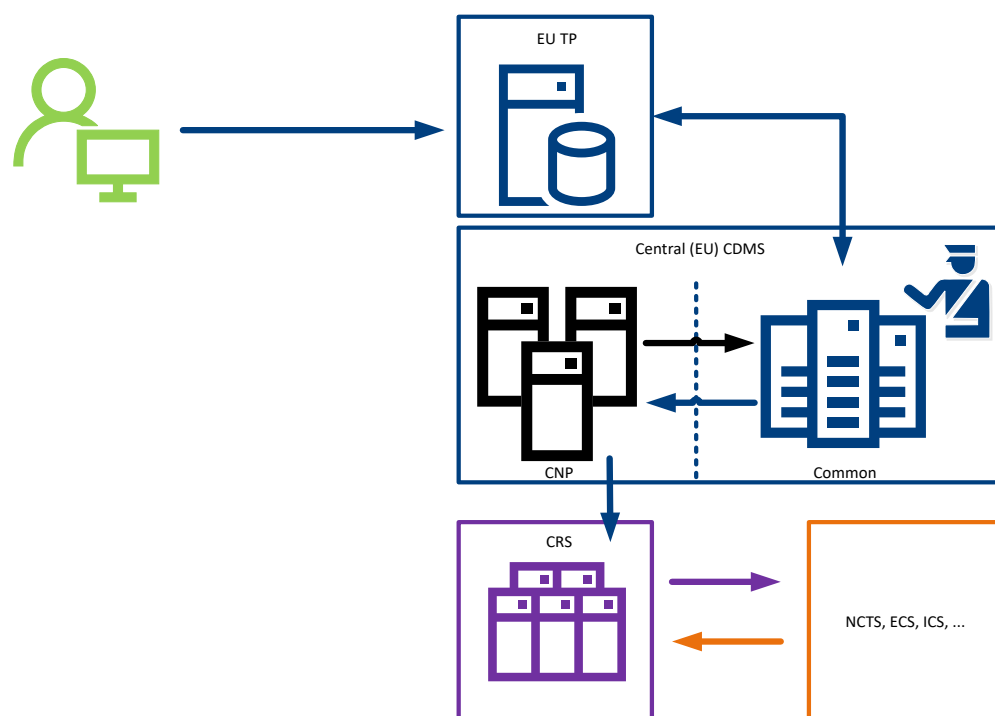 EU TP
Central (EU) CDMS
CNP
Common
CRS
NCTS, ECS, ICS, ...